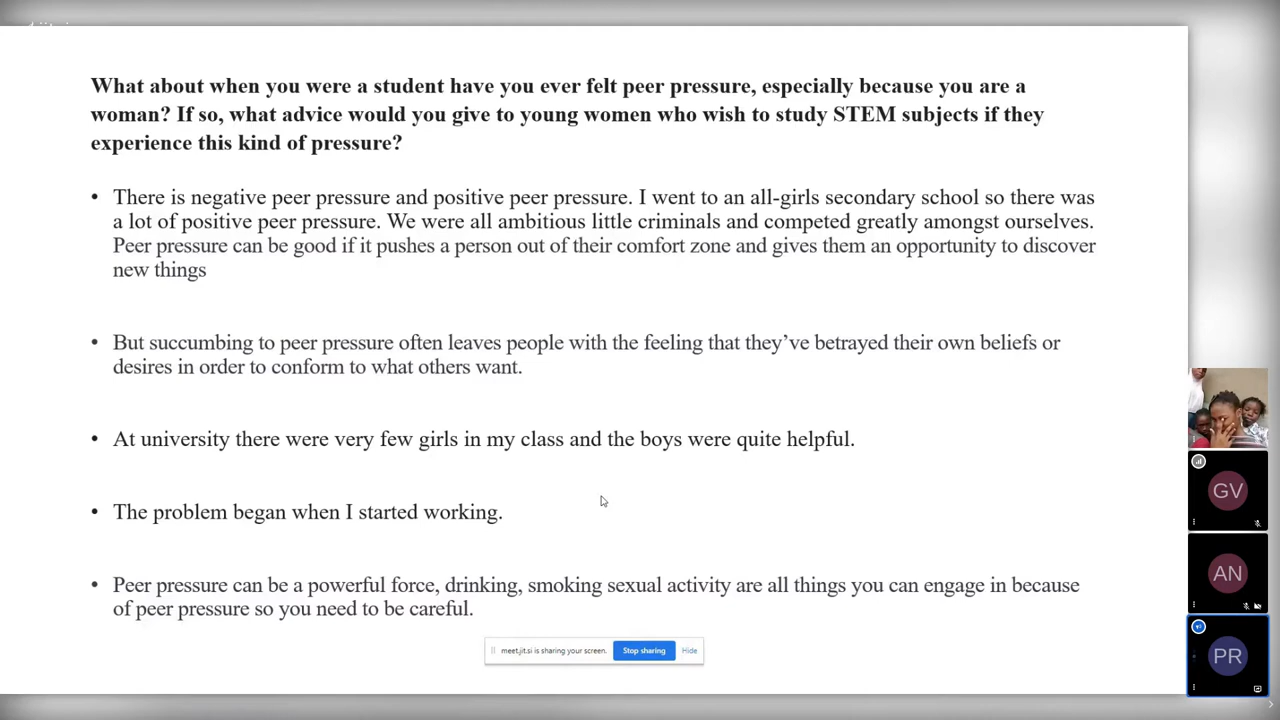 What about when you were a student have you ever felt peer pressure, especially because you are a
woman? If so, what advice would you give to young women who wish to study STEM subjects if they
experience this kind of pressure?
• There is negative peer pressure and positive peer pressure. I went to an all-girls secondary school so there was
a lot of positive peer pressure. We were all ambitious little criminals and competed greatly amongst ourselves.
Peer pressure can be good if it pushes a person out of their comfort zone and gives them an opportunity to discover
new things
• But succumbing to peer pressure often leaves people with the feeling that they’ve betrayed their own beliefs or
desires in order to conform to what others want.
• At university there were very few girls in my class and the boys were quite helpful.
• The problem began when I started working.
• Peer pressure can be a powerful force, drinking, smoking sexual activity are all things you can engage in because
of peer pressure so you need to be careful.
meet.jit.si is sharing your screen.
Stop sharing
Hide
GV
AN
PR